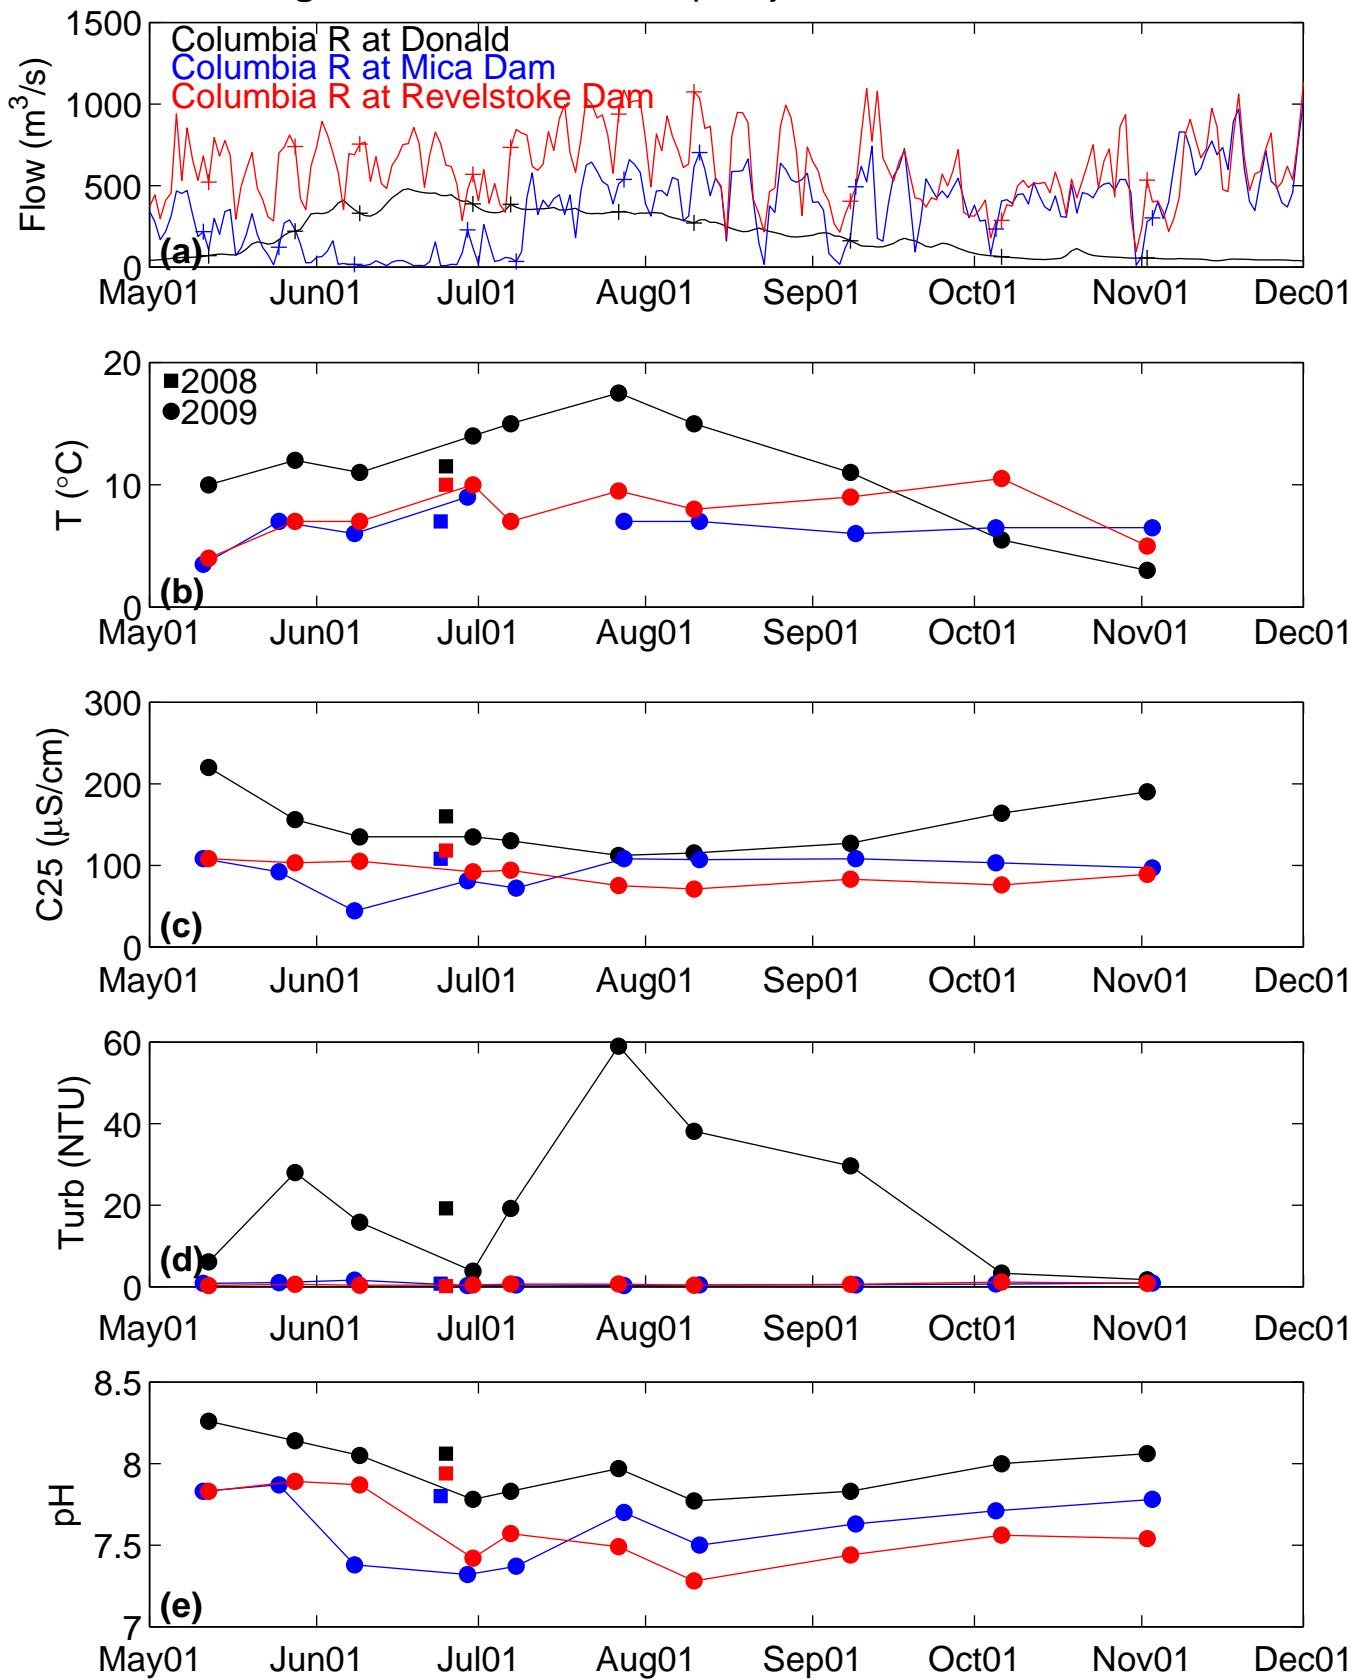 1500
Columbia R at Donald
Columbia R at Mica Dam
Columbia R at Revelstoke Dam
1000
500
0
Flow (m³/s)
(a)
May01 Jun01 Jul01 Aug01 Sep01 Oct01 Nov01 Dec01
20
2008
2009
10
0
T (°C)
(b)
May01 Jun01 Jul01 Aug01 Sep01 Oct01 Nov01 Dec01
300
200
100
0
C25 (μS/cm)
(c)
May01 Jun01 Jul01 Aug01 Sep01 Oct01 Nov01 Dec01
60
40
20
0
Turb (NTU)
(d)
May01 Jun01 Jul01 Aug01 Sep01 Oct01 Nov01 Dec01
8.5
8
7.5
7
pH
(e)
May01 Jun01 Jul01 Aug01 Sep01 Oct01 Nov01 Dec01